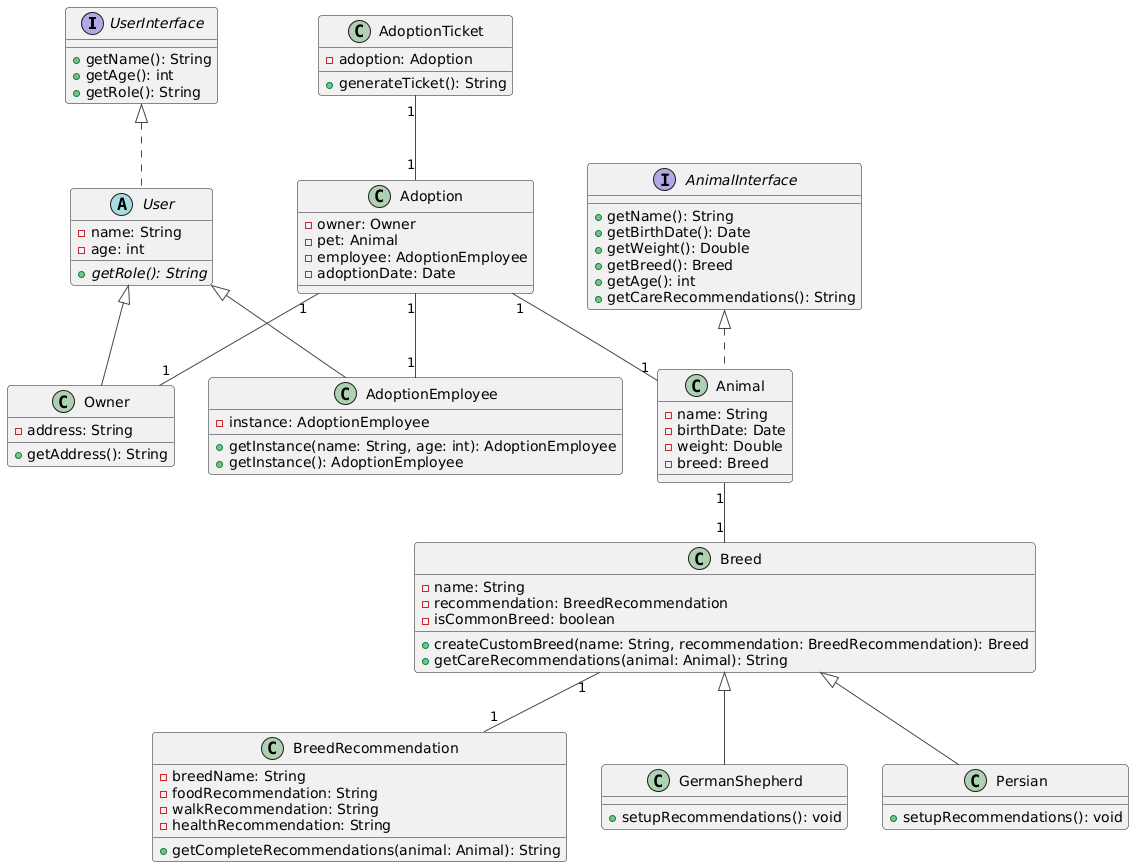 I UserInterface
getName(): String
getAge(): int
getRole(): String
C AdoptionTicket
adoption: Adoption
generateTicket(): String
1
1
A User
name: String
age: int
getRole(): String
C Adoption
owner: Owner
pet: Animal
employee: AdoptionEmployee
adoptionDate: Date
I AnimalInterface
getName(): String
getBirthDate(): Date
getWeight(): Double
getBreed(): Breed
getAge(): int
getCareRecommendations(): String
1
1
1
1
1
1
C Owner
address: String
getAddress(): String
C AdoptionEmployee
instance: AdoptionEmployee
getInstance(name: String, age: int): AdoptionEmployee
getInstance(): AdoptionEmployee
C Animal
name: String
birthDate: Date
weight: Double
breed: Breed
1
1
C Breed
name: String
recommendation: BreedRecommendation
isCommonBreed: boolean
createCustomBreed(name: String, recommendation: BreedRecommendation): Breed
getCareRecommendations(animal: Animal): String
1
1
C BreedRecommendation
breedName: String
foodRecommendation: String
walkRecommendation: String
healthRecommendation: String
getCompleteRecommendations(animal: Animal): String
C GermanShepherd
setupRecommendations(): void
C Persian
setupRecommendations(): void